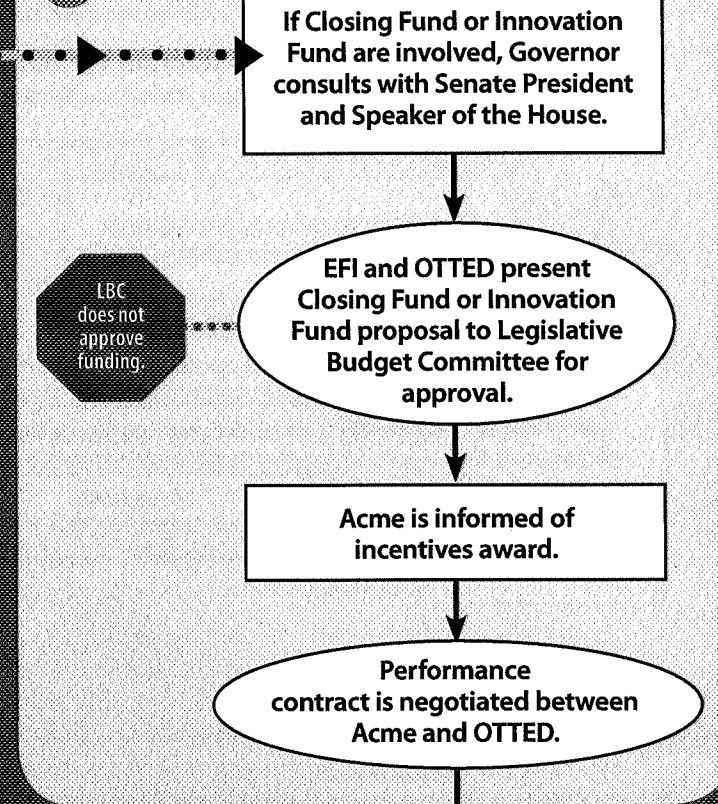 If Closing Fund or Innovation
Fund are involved, Governor
consults with Senate President
and Speaker of the House.
EFI and OTTED present
Closing Fund or Innovation
Fund proposal to Legislative
Budget Committee for
approval.
LBC
does not
approve
funding.
Acme is informed of
incentives award.
Performance
contract is negotiated between
Acme and OTTED.